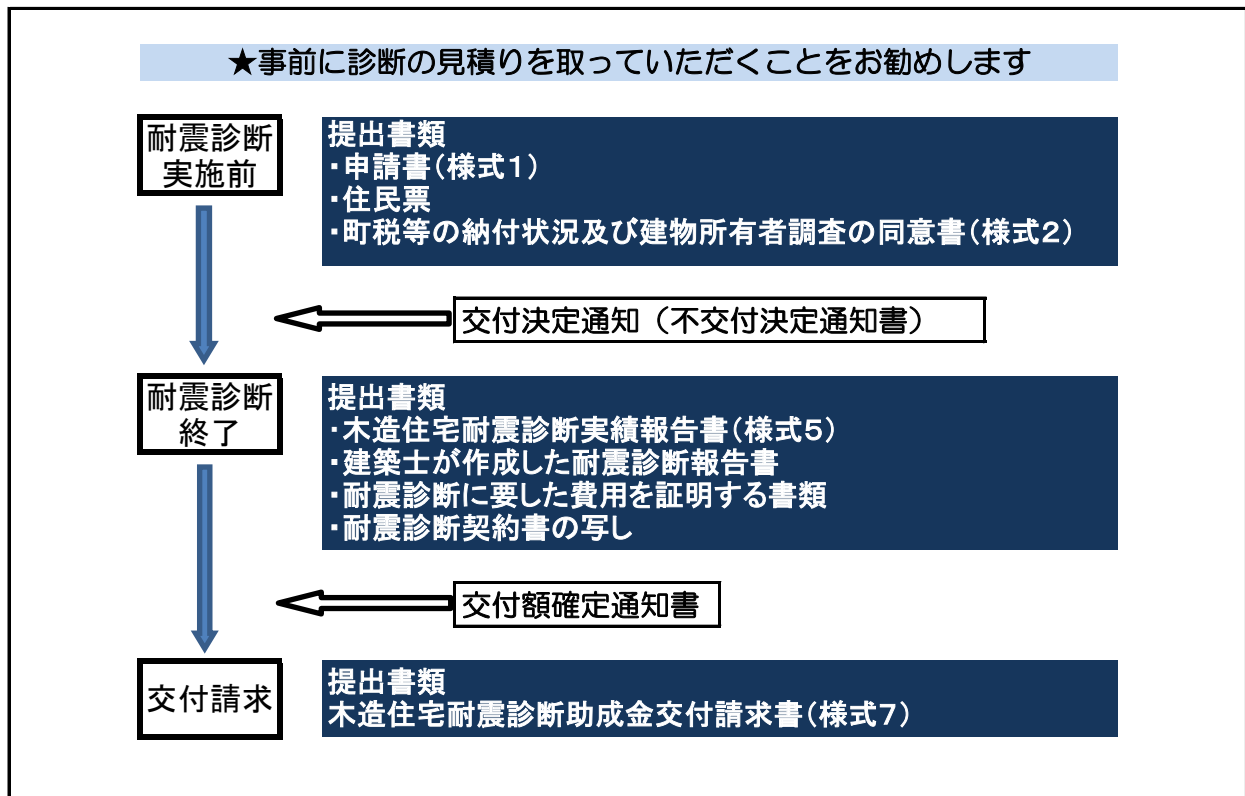 ★事前に診断の見積りを取っていただくことをお勧めします
耐震診断
実施前
提出書類
・申請書(様式1)
・住民票
・町税等の納付状況及び建物所有者調査の同意書(様式2)
交付決定通知（不交付決定通知書）
耐震診断
終了
提出書類
・木造住宅耐震診断実績報告書(様式5)
・建築士が作成した耐震診断報告書
・耐震診断に要した費用を証明する書類
・耐震診断契約書の写し
交付額確定通知書
交付請求
提出書類
木造住宅耐震診断助成金交付請求書(様式7)